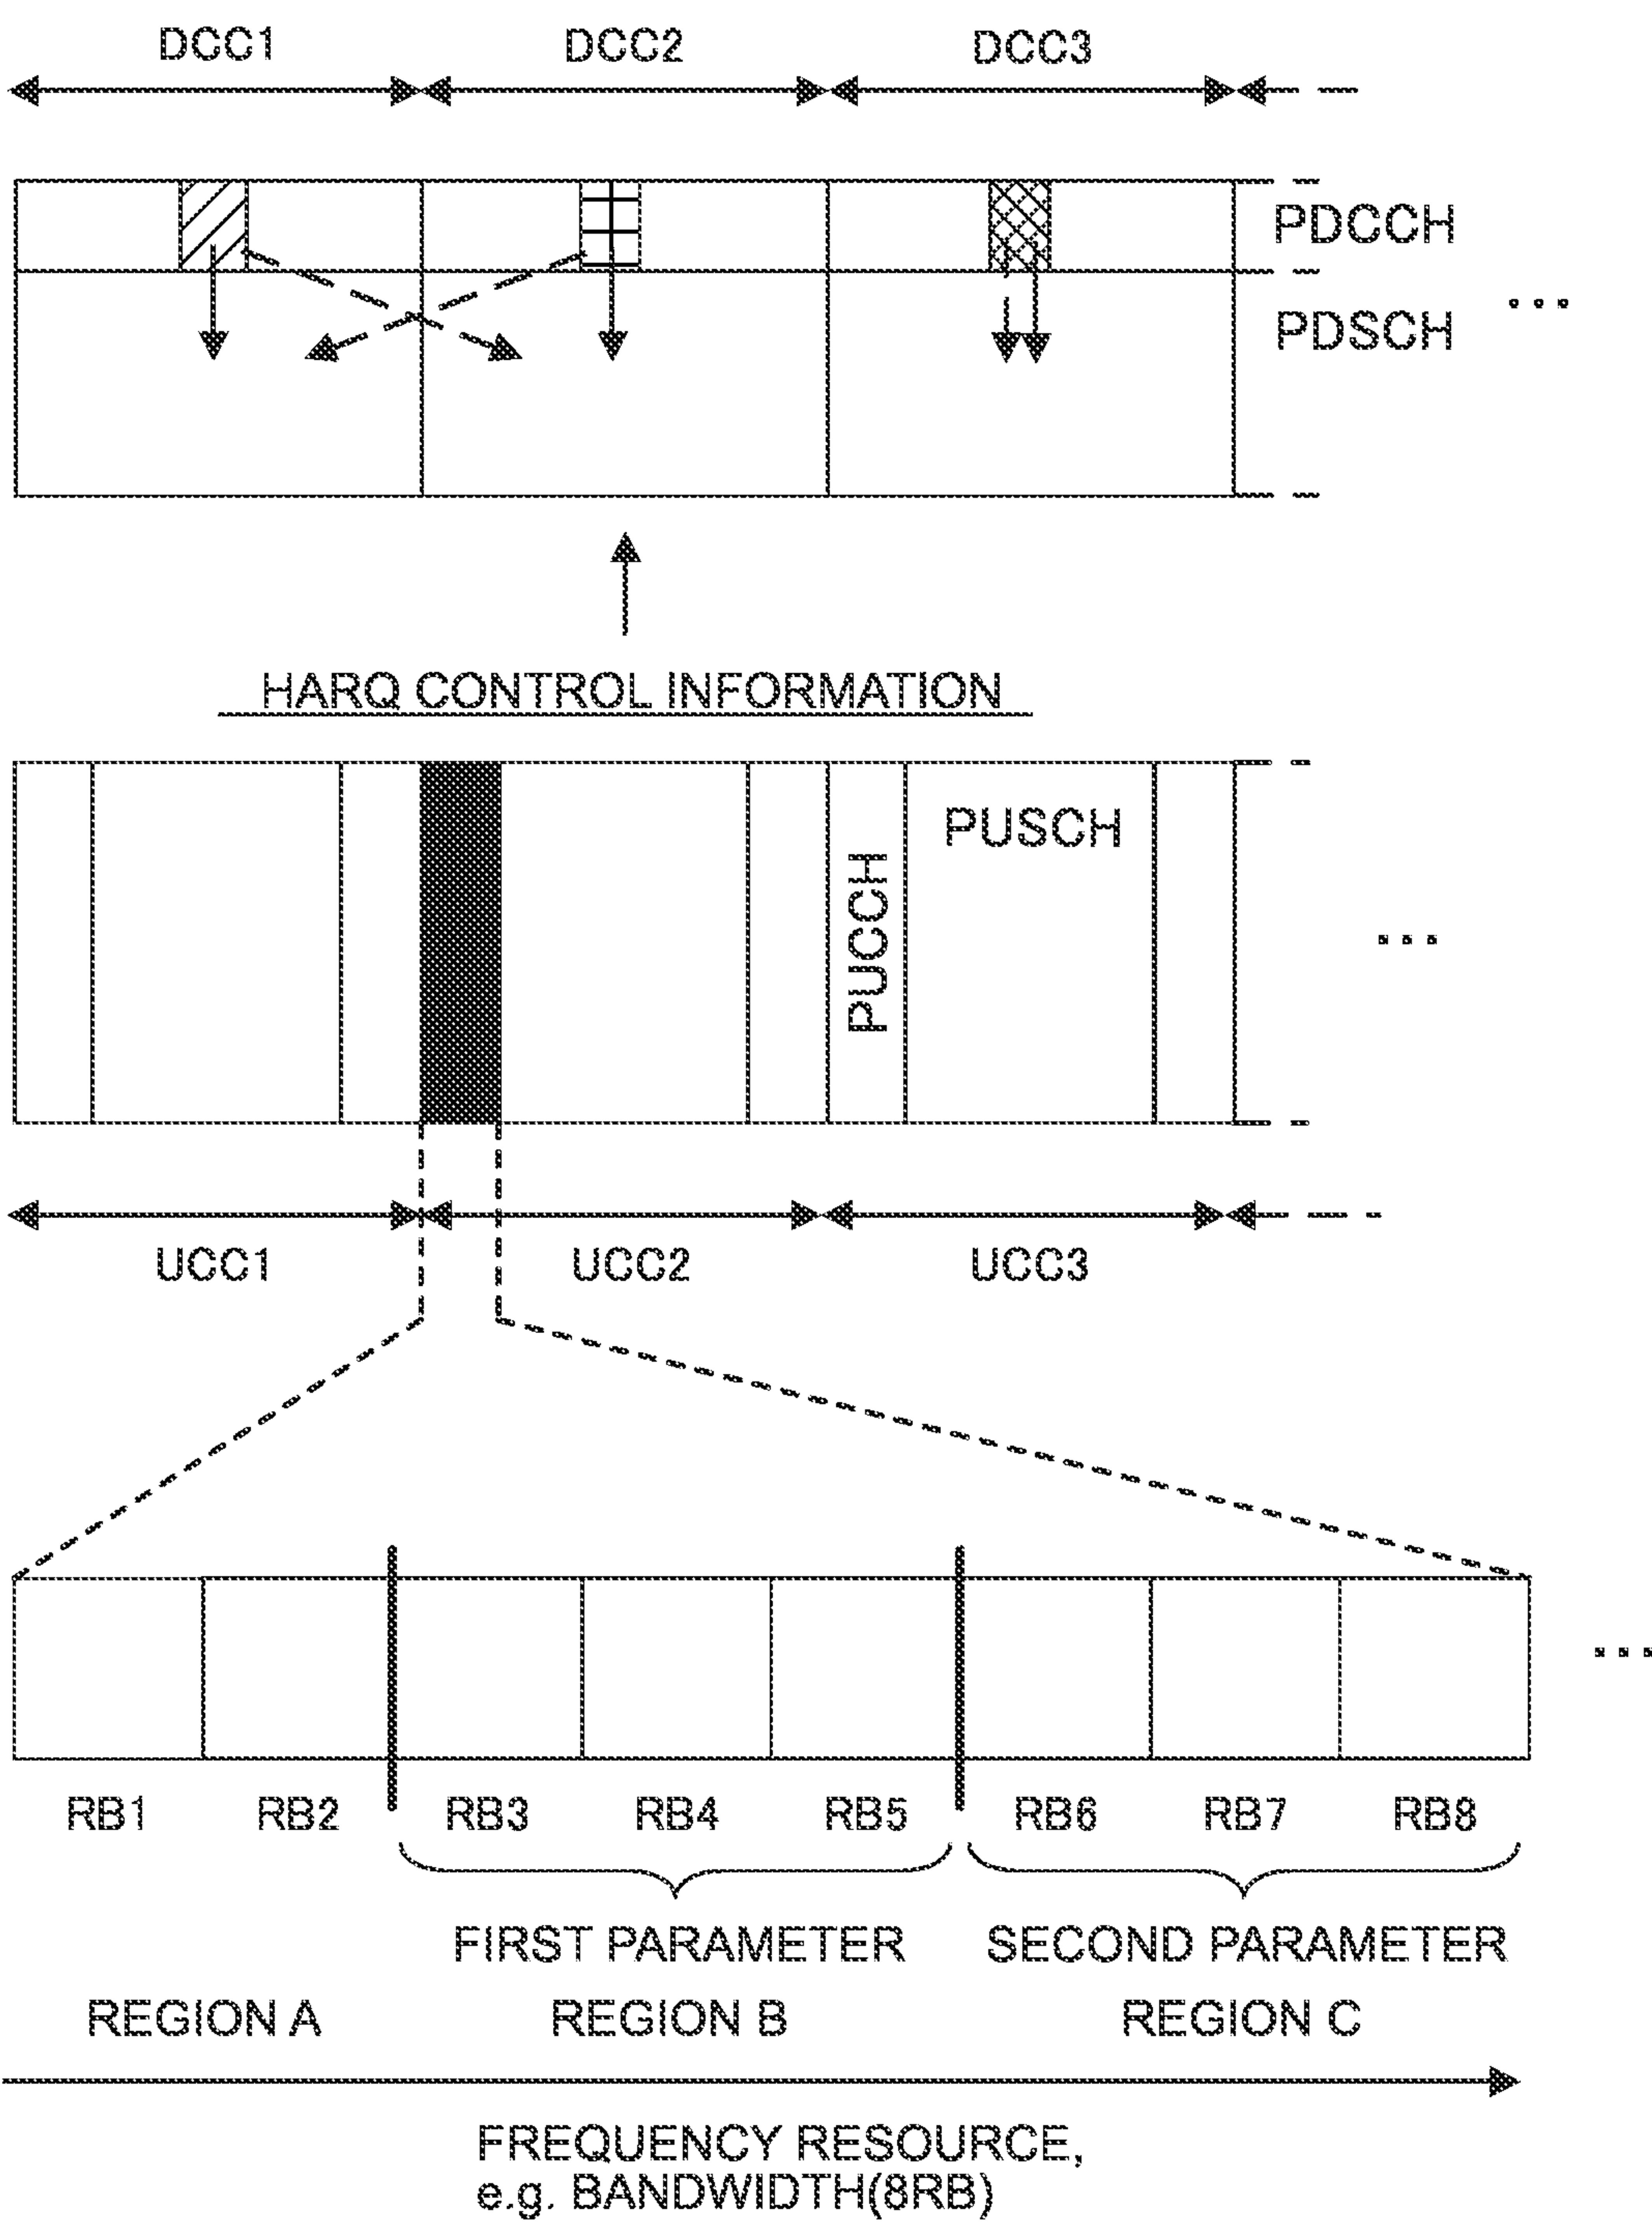 DCC1 DCC2 DCC3
PDCCH
PDSCH
HARQ CONTROL INFORMATION
PUSCH
PUCCH
UCC1 UCC2 UCC3
RB1 RB2 RB3 RB4 RB5 RB6 RB7 RB8
FIRST PARAMETER SECOND PARAMETER
REGION A REGION B REGION C
FREQUENCY RESOURCE,
e.g. BANDWIDTH(8RB)